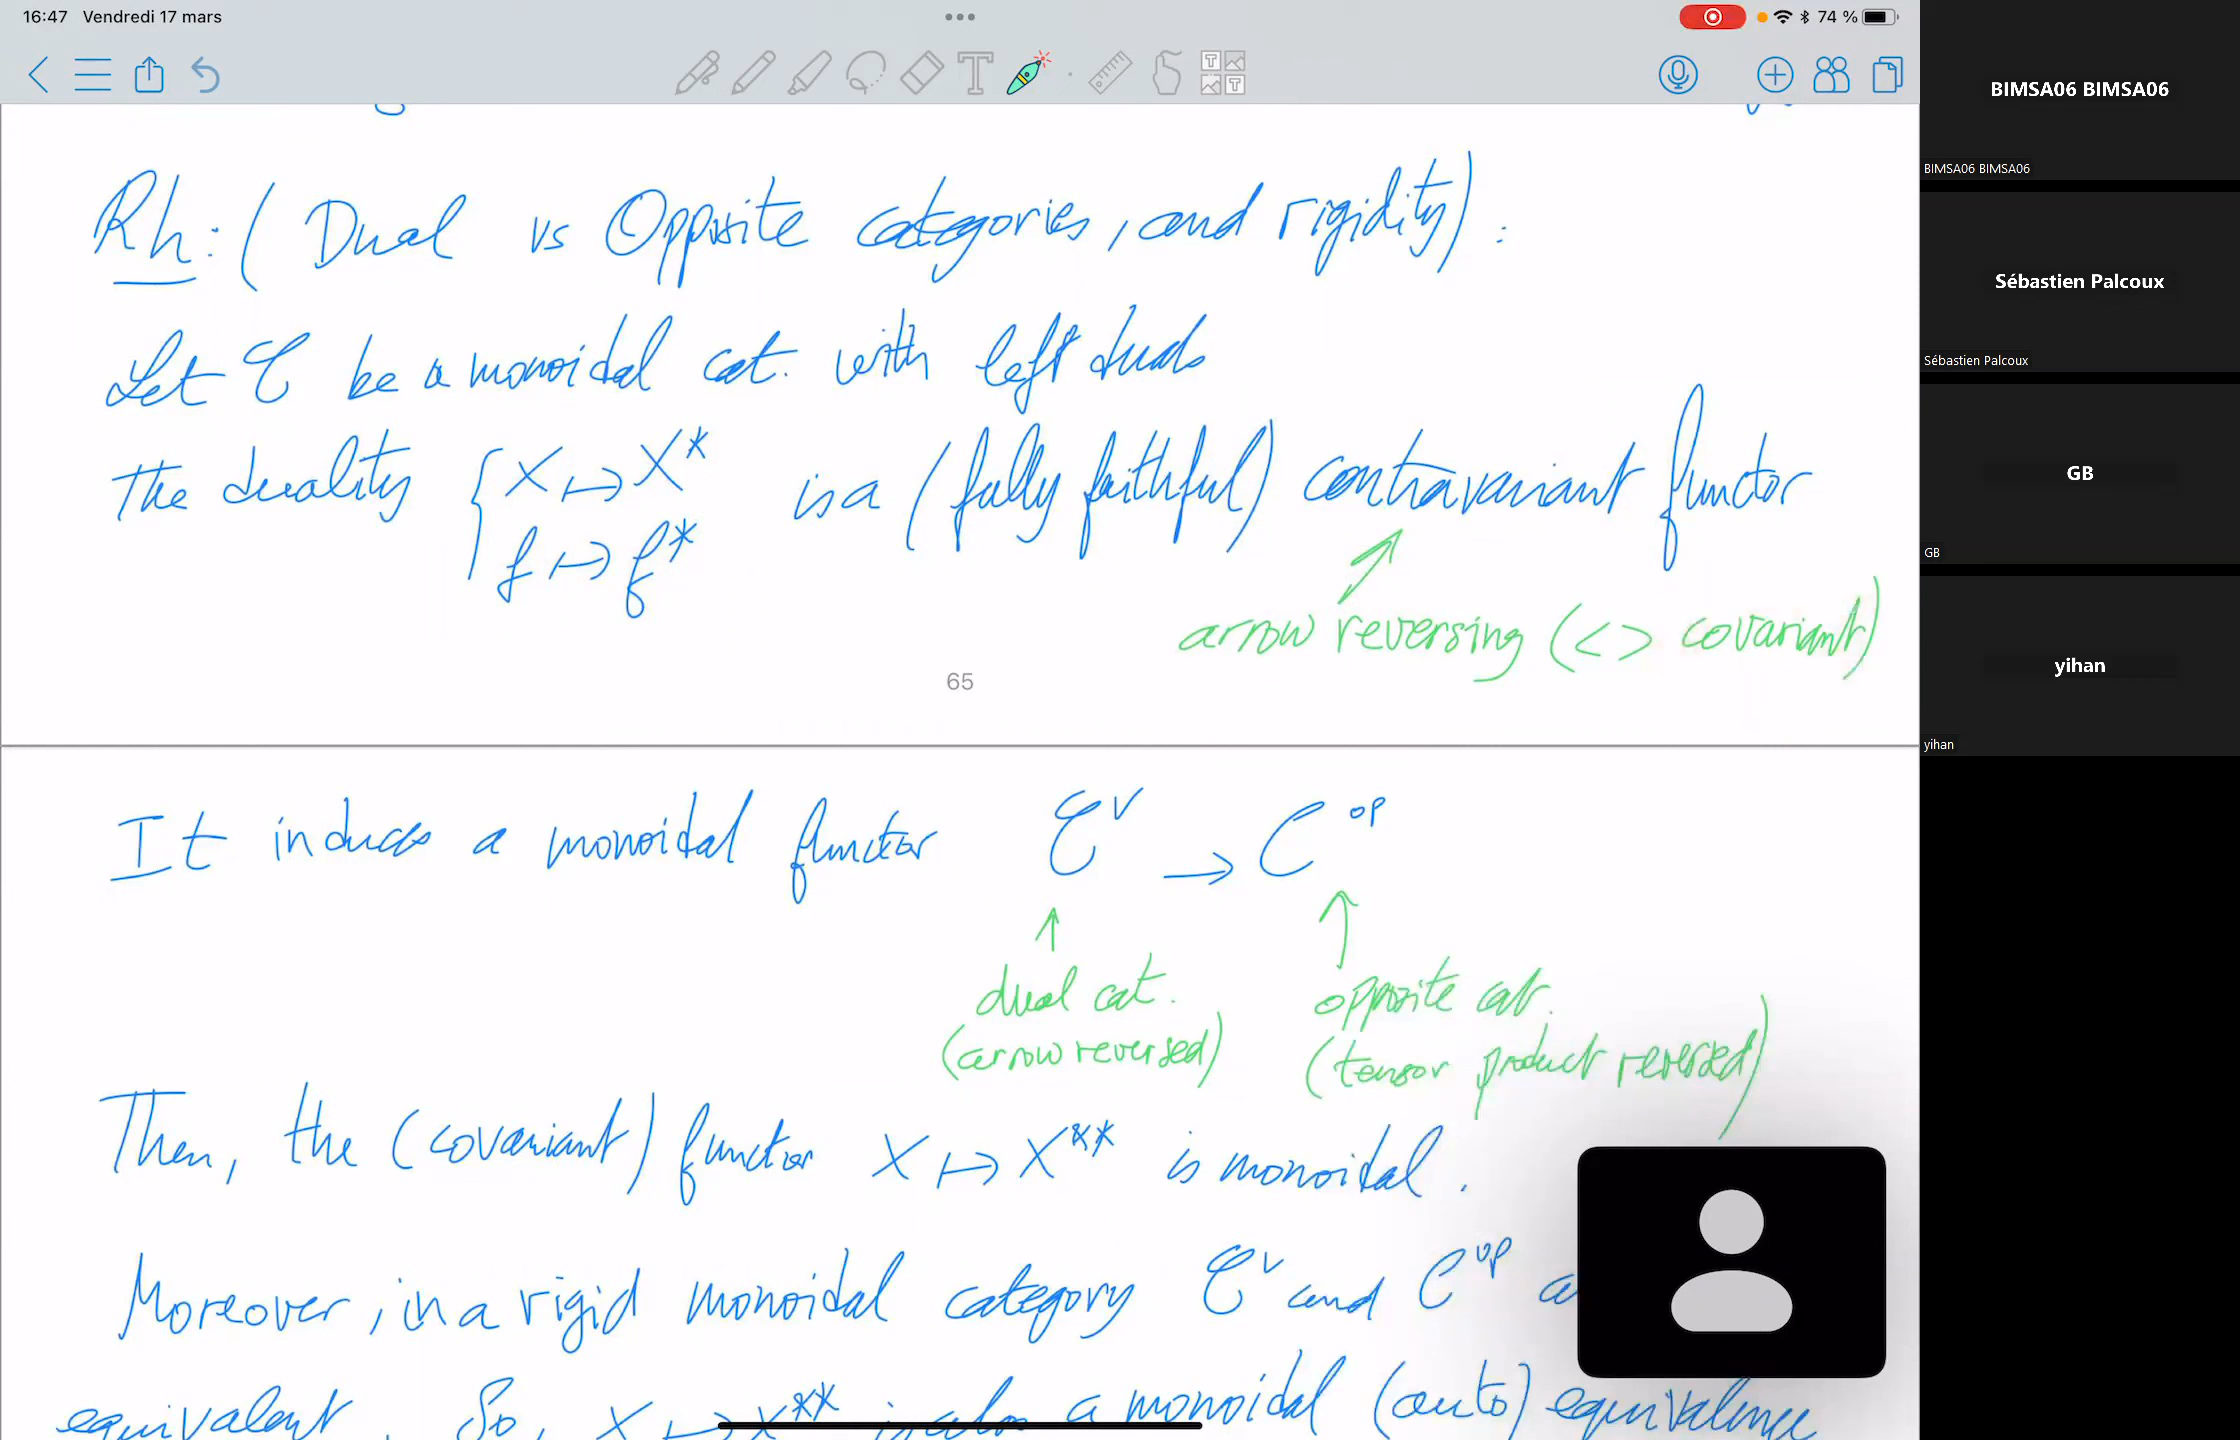 16:47 Vendredi 17 mars
74 %
Rk: (Dual vs Opposite categories, and rigidity) :
Let C be a monoidal cat. with left duals
The duality { X ↦ X* is a (fully faithful) contravariant functor
f ↦ f*
arrow reversing (<> covariant)
65
It induces a monoidal functor C^v → C^op
dual cat. opposite cat.
(arrow reversed) (tensor product reversed)
Then, the (covariant) functor X ↦ X** is monoidal.
Moreover, in a rigid monoidal category C^v and C^op
equivalent. So, X ↦ X** is also a monoidal (auto) equivalence
BIMSA06 BIMSA06
BIMSA06 BIMSA06
Sébastien Palcoux
Sébastien Palcoux
GB
GB
yihan
yihan